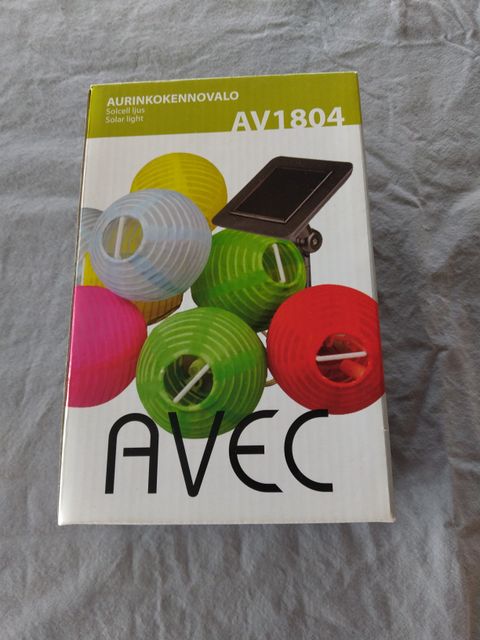 AURINKOKENNOVALO
Solcell ljus
Solar light
AV1804
AVEC